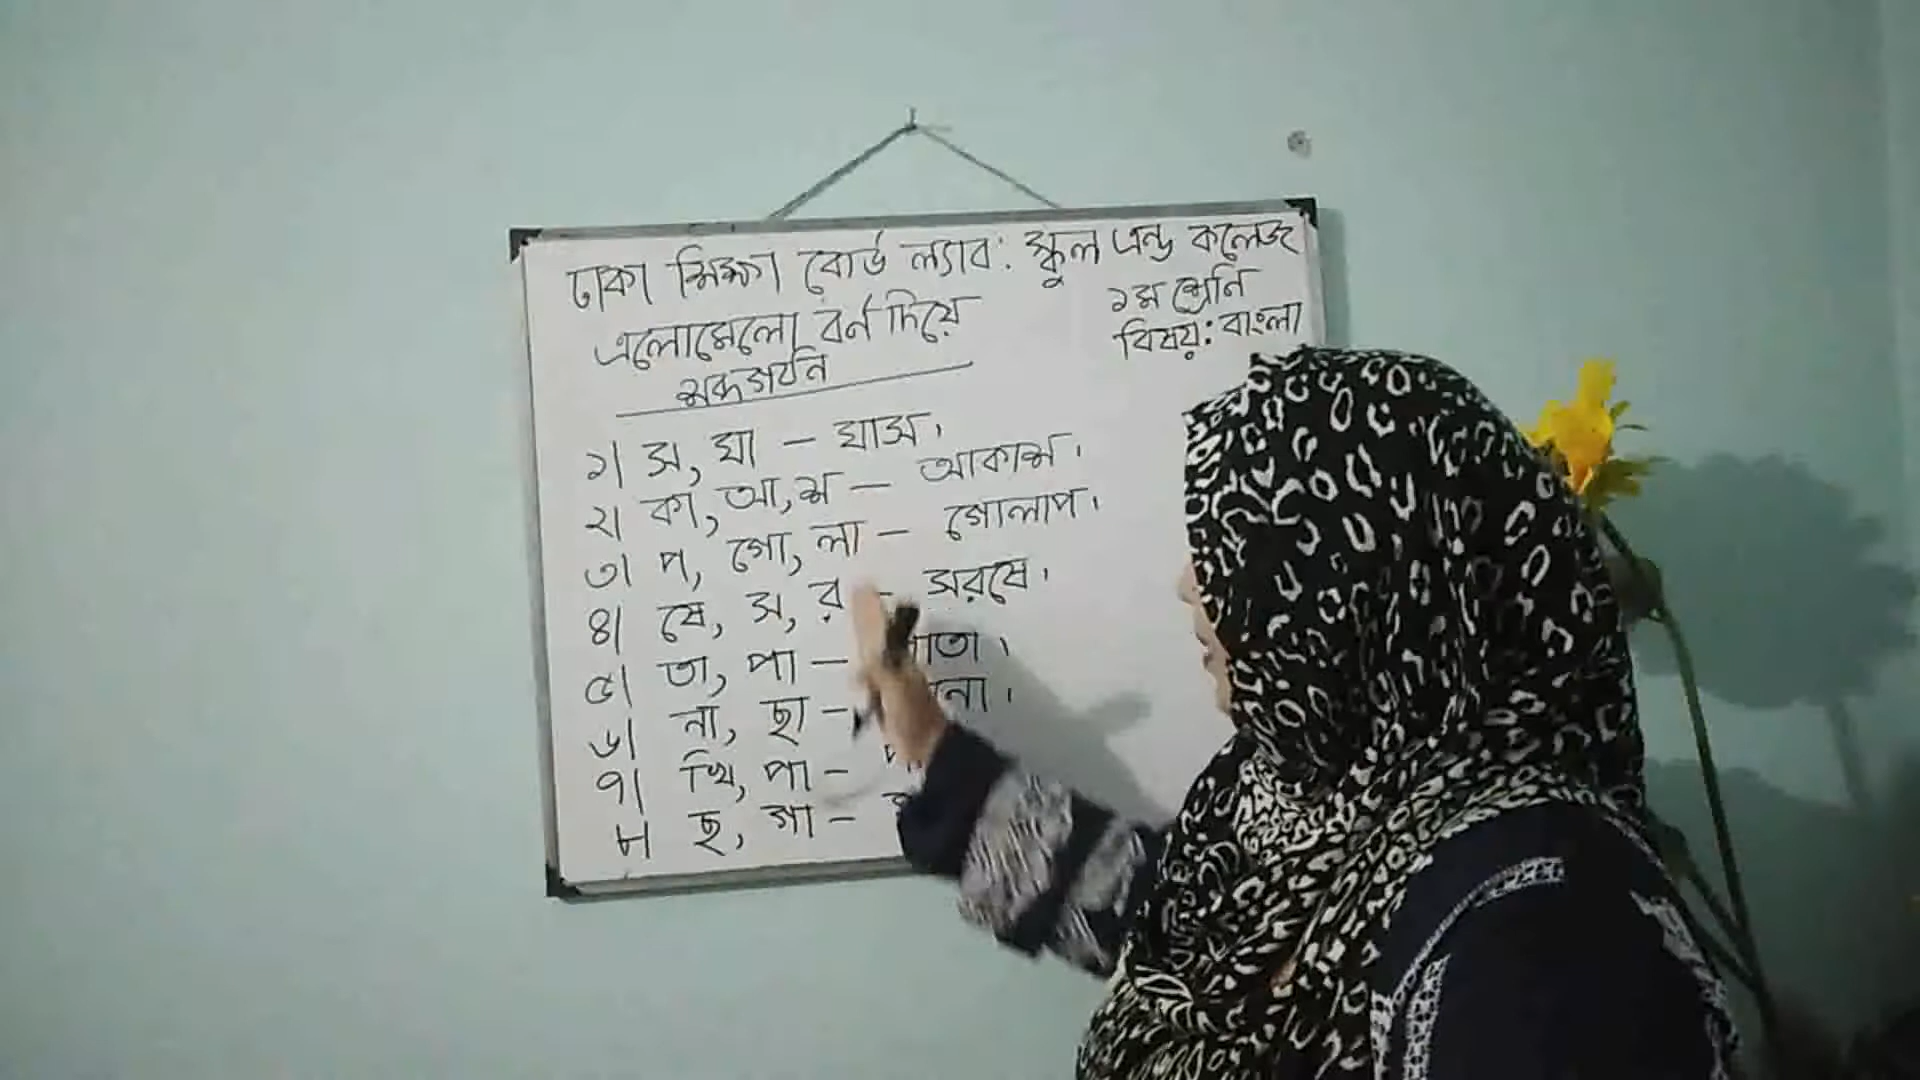 ঢাকা শিক্ষা বোর্ড ল্যাব: স্কুল এন্ড কলেজ
১ম শ্রেনি
বিষয়: বাংলা
এলোমেলো বর্ন দিয়ে
শব্দগঠন
১। স, ঘা – ঘাস।
২। কা, আ, শ – আকাশ।
৩। প, গো, লা – গোলাপ।
৪। ষে, স, র – সরষে।
৫। তা, পা – াতা।
৬। না, ছা – না।
৭। খি, পা –
৮। ছ, গা –